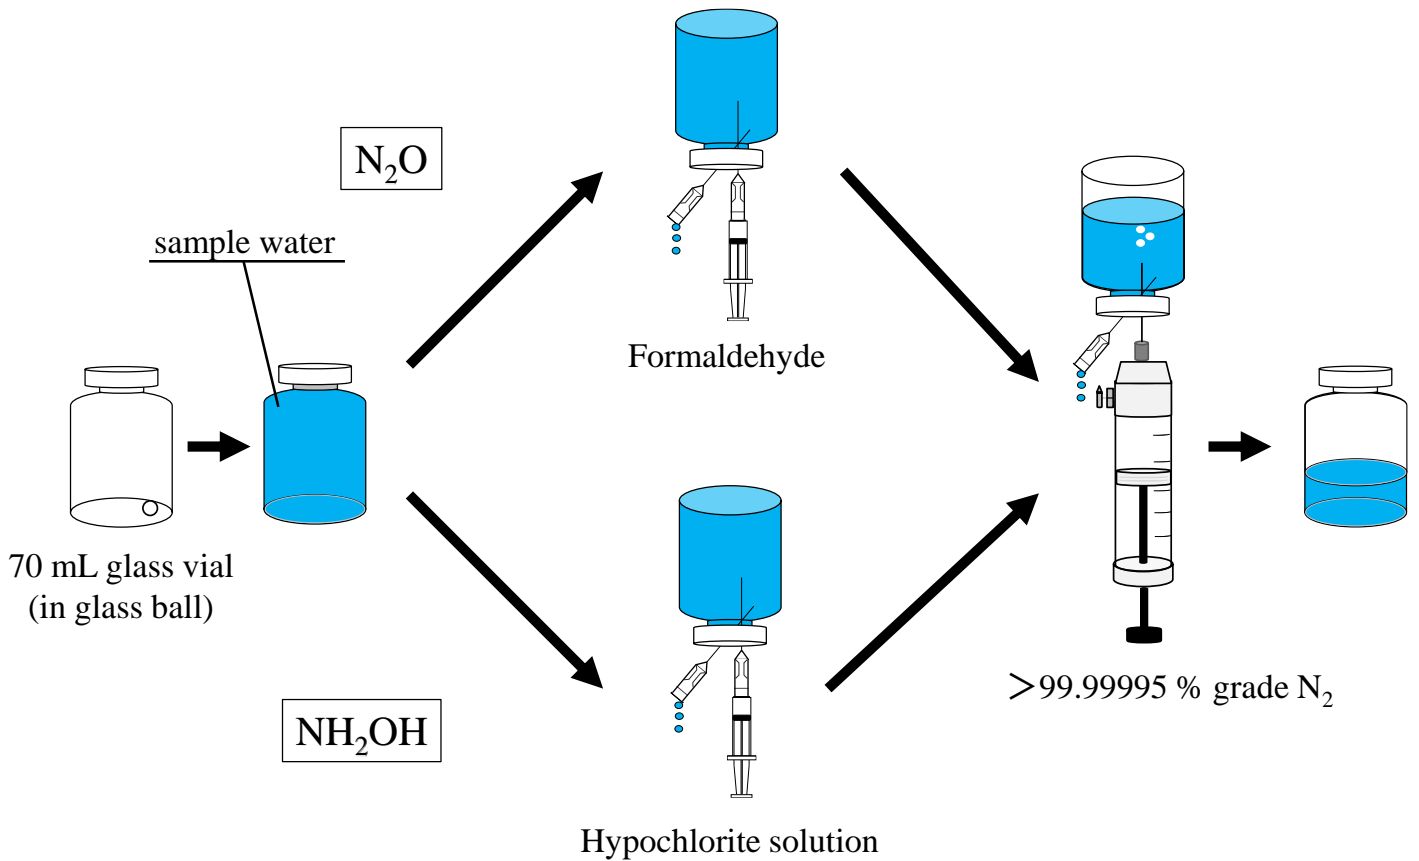 N₂O
sample water
Formaldehyde
70 mL glass vial
(in glass ball)
>99.99995 % grade N₂
NH₂OH
Hypochlorite solution